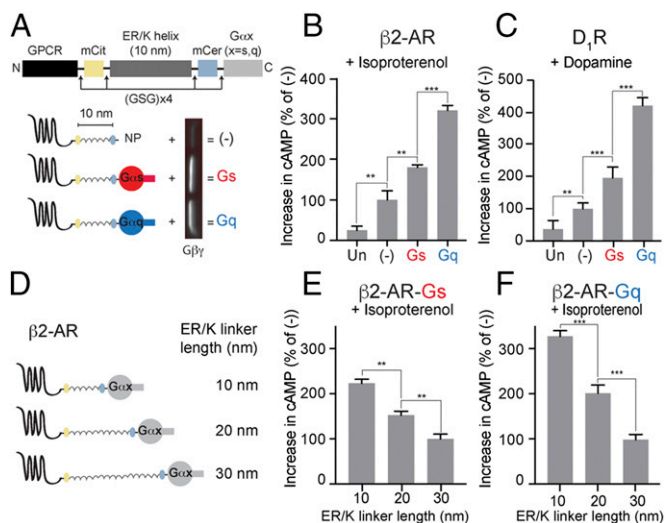 A
GPCR mCit ER/K helix (10 nm) mCer Gαx (x=s,q)
N C
(GSG)x4
10 nm
NP + = (-)
Gαs + = Gs
Gαq + = Gq
Gβγ
B
β2-AR
+ Isoproterenol
Increase in cAMP (% of (-))
400
300
200
100
0
** ** ***
Un (-) Gs Gq
C
D₁R
+ Dopamine
Increase in cAMP (% of (-))
500
400
300
200
100
0
** *** ***
Un (-) Gs Gq
D
β2-AR
ER/K linker length (nm)
Gαx 10 nm
Gαx 20 nm
Gαx 30 nm
E
β2-AR-Gs
+ Isoproterenol
Increase in cAMP (% of (-))
300
200
100
0
** **
10 20 30
ER/K linker length (nm)
F
β2-AR-Gq
+ Isoproterenol
Increase in cAMP (% of (-))
300
200
100
0
*** ***
10 20 30
ER/K linker length (nm)